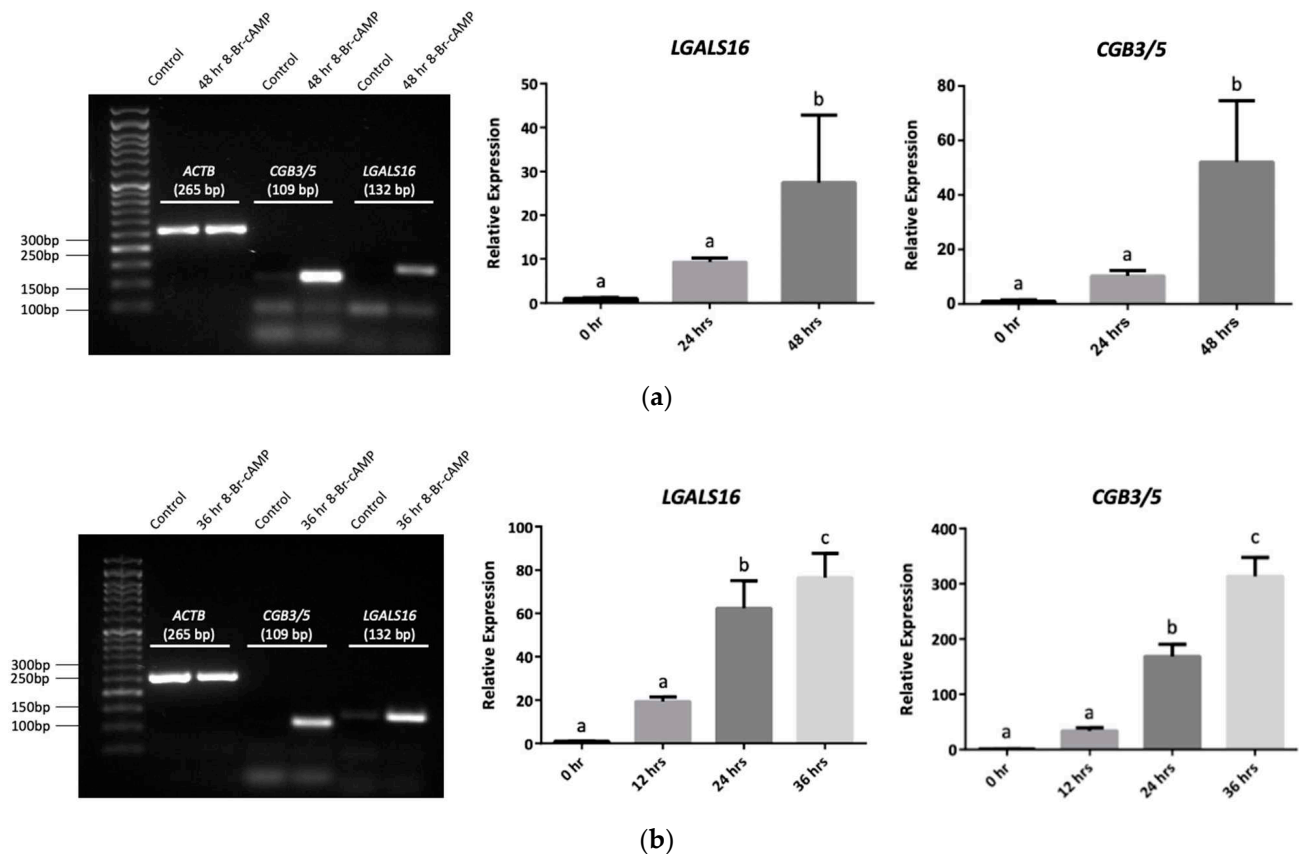 Control
48 hr 8-Br-cAMP
Control
48 hr 8-Br-cAMP
Control
48 hr 8-Br-cAMP
ACTB
(265 bp)
CGB3/5
(109 bp)
LGALS16
(132 bp)
300bp
250bp
150bp
100bp
LGALS16
Relative Expression
50
40
30
20
10
0
a
a
b
0 hr
24 hrs
48 hrs
CGB3/5
Relative Expression
80
60
40
20
0
a
a
b
0 hr
24 hrs
48 hrs
(a)
Control
36 hr 8-Br-cAMP
Control
36 hr 8-Br-cAMP
Control
36 hr 8-Br-cAMP
ACTB
(265 bp)
CGB3/5
(109 bp)
LGALS16
(132 bp)
300bp
250bp
150bp
100bp
LGALS16
Relative Expression
100
80
60
40
20
0
a
a
b
c
0 hr
12 hrs
24 hrs
36 hrs
CGB3/5
Relative Expression
400
300
200
100
0
a
a
b
c
0 hr
12 hrs
24 hrs
36 hrs
(b)